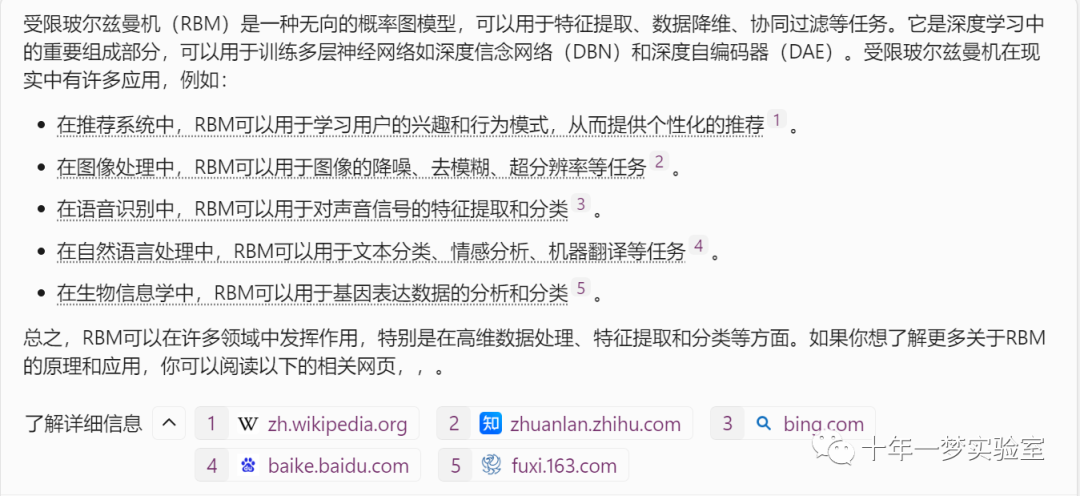 受限玻尔兹曼机（RBM）是一种无向的概率图模型，可以用于特征提取、数据降维、协同过滤等任务。它是深度学习中
的重要组成部分，可以用于训练多层神经网络如深度信念网络（DBN）和深度自编码器（DAE）。受限玻尔兹曼机在现
实中有许多应用，例如：
• 在推荐系统中，RBM可以用于学习用户的兴趣和行为模式，从而提供个性化的推荐 1 。
• 在图像处理中，RBM可以用于图像的降噪、去模糊、超分辨率等任务 2 。
• 在语音识别中，RBM可以用于对声音信号的特征提取和分类 3 。
• 在自然语言处理中，RBM可以用于文本分类、情感分析、机器翻译等任务 4 。
• 在生物信息学中，RBM可以用于基因表达数据的分析和分类 5 。
总之，RBM可以在许多领域中发挥作用，特别是在高维数据处理、特征提取和分类等方面。如果你想了解更多关于RBM
的原理和应用，你可以阅读以下的相关网页，，。
了解详细信息 1 W zh.wikipedia.org 2 知 zhuanlan.zhihu.com 3 bing.com
4 baike.baidu.com 5 fuxi.163.com
十年一梦实验室